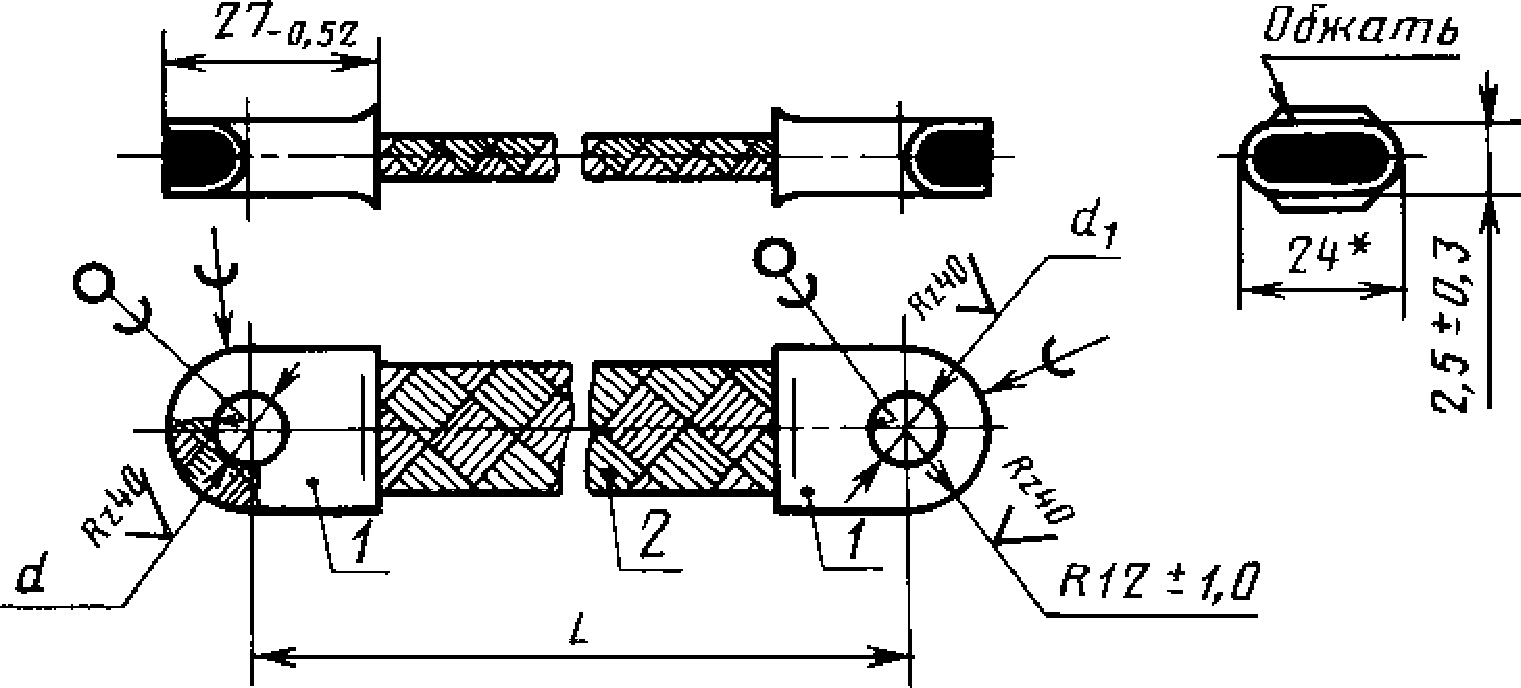 27-0,52
Обжать
d1
Rz40
24*
2,5 ± 0,3
Rz40
Rz40
d
1
2
1
R12 ± 1,0
L